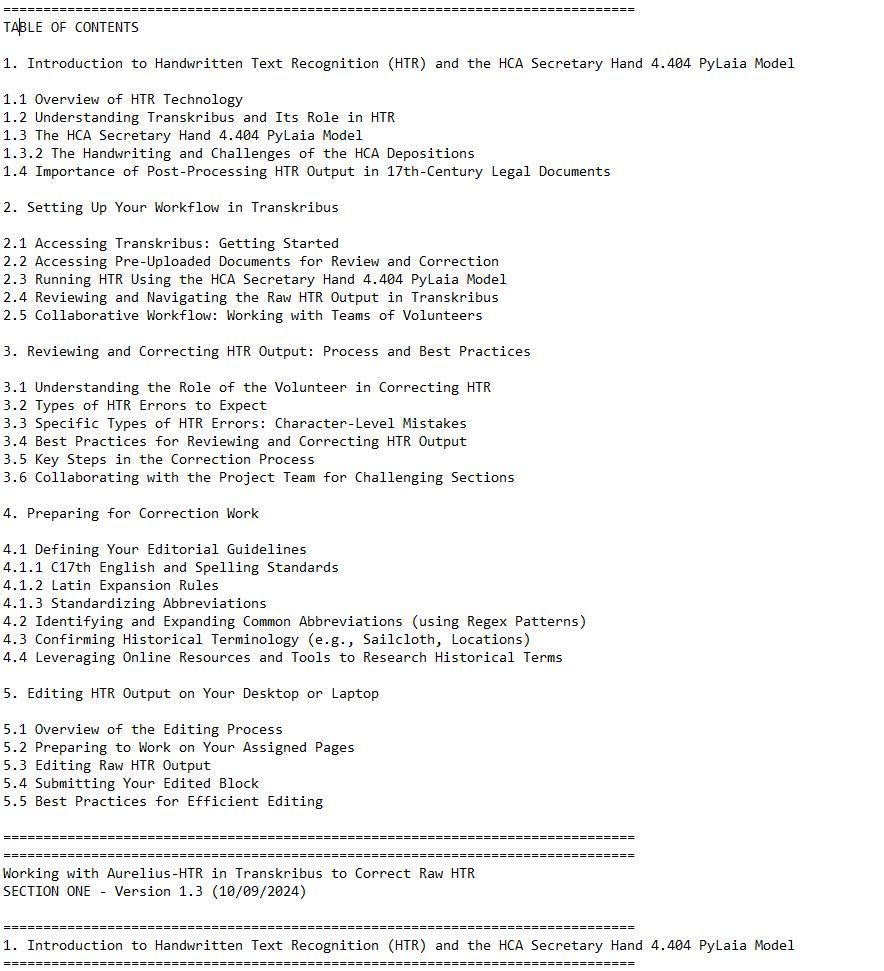 ===============================================================================
TABLE OF CONTENTS
1. Introduction to Handwritten Text Recognition (HTR) and the HCA Secretary Hand 4.404 PyLaia Model
1.1 Overview of HTR Technology
1.2 Understanding Transkribus and Its Role in HTR
1.3 The HCA Secretary Hand 4.404 PyLaia Model
1.3.2 The Handwriting and Challenges of the HCA Depositions
1.4 Importance of Post-Processing HTR Output in 17th-Century Legal Documents
2. Setting Up Your Workflow in Transkribus
2.1 Accessing Transkribus: Getting Started
2.2 Accessing Pre-Uploaded Documents for Review and Correction
2.3 Running HTR Using the HCA Secretary Hand 4.404 PyLaia Model
2.4 Reviewing and Navigating the Raw HTR Output in Transkribus
2.5 Collaborative Workflow: Working with Teams of Volunteers
3. Reviewing and Correcting HTR Output: Process and Best Practices
3.1 Understanding the Role of the Volunteer in Correcting HTR
3.2 Types of HTR Errors to Expect
3.3 Specific Types of HTR Errors: Character-Level Mistakes
3.4 Best Practices for Reviewing and Correcting HTR Output
3.5 Key Steps in the Correction Process
3.6 Collaborating with the Project Team for Challenging Sections
4. Preparing for Correction Work
4.1 Defining Your Editorial Guidelines
4.1.1 C17th English and Spelling Standards
4.1.2 Latin Expansion Rules
4.1.3 Standardizing Abbreviations
4.2 Identifying and Expanding Common Abbreviations (using Regex Patterns)
4.3 Confirming Historical Terminology (e.g., Sailcloth, Locations)
4.4 Leveraging Online Resources and Tools to Research Historical Terms
5. Editing HTR Output on Your Desktop or Laptop
5.1 Overview of the Editing Process
5.2 Preparing to Work on Your Assigned Pages
5.3 Editing Raw HTR Output
5.4 Submitting Your Edited Block
5.5 Best Practices for Efficient Editing
===============================================================================
===============================================================================
Working with Aurelius-HTR in Transkribus to Correct Raw HTR
SECTION ONE - Version 1.3 (10/09/2024)
===============================================================================
1. Introduction to Handwritten Text Recognition (HTR) and the HCA Secretary Hand 4.404 PyLaia Model
===============================================================================